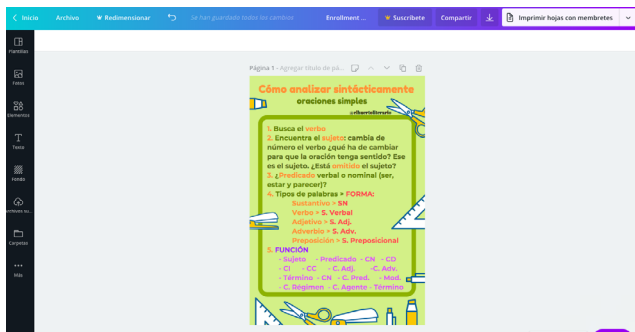 Inicio Archivo Redimensionar Se han guardado todos los cambios Enrollment ... Suscríbete Compartir Imprimir hojas con membretes
Plantillas
Fotos
Elementos
Texto
Fondo
Carpetas
Más
Página 1 - Agregar título de pá...
Cómo analizar sintácticamente
oraciones simples
1. Busca el verbo
2. Encuentra el sujeto: cambia de
número el verbo ¿qué ha de cambiar
para que la oración tenga sentido? Ese
es el sujeto. ¿Está omitido el sujeto?
3. ¿Predicado verbal o nominal (ser,
estar y parecer)?
4. Tipos de palabras > FORMA:
Sustantivo > SN
Verbo > S. Verbal
Adjetivo > S. Adj.
Adverbio > S. Adv.
Preposición > S. Preposicional
5. FUNCIÓN
- Sujeto - Predicado - CN - CD
- CI - CC - C. Adj. -C. Adv.
- Término - CN - C. Pred. - Mod.
- C. Régimen - C. Agente - Término